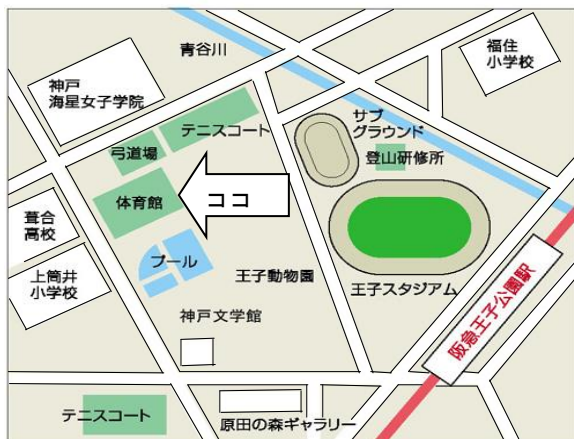 青谷川
福住
小学校
神戸
海星女子学院
テニスコート
サブ
グラウンド
弓道場
登山研修所
体育館
ココ
葺合
高校
プール
上筒井
小学校
王子動物園
王子スタジアム
神戸文学館
阪急王子公園駅
テニスコート
原田の森ギャラリー